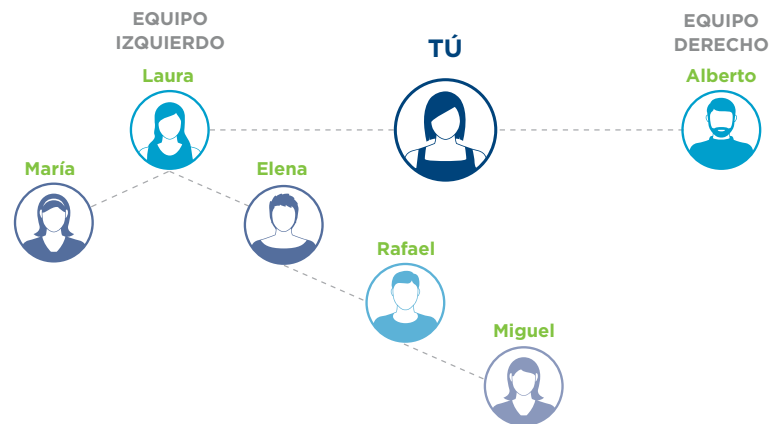 EQUIPO
IZQUIERDO
TÚ
EQUIPO
DERECHO
Laura
Alberto
María
Elena
Rafael
Miguel